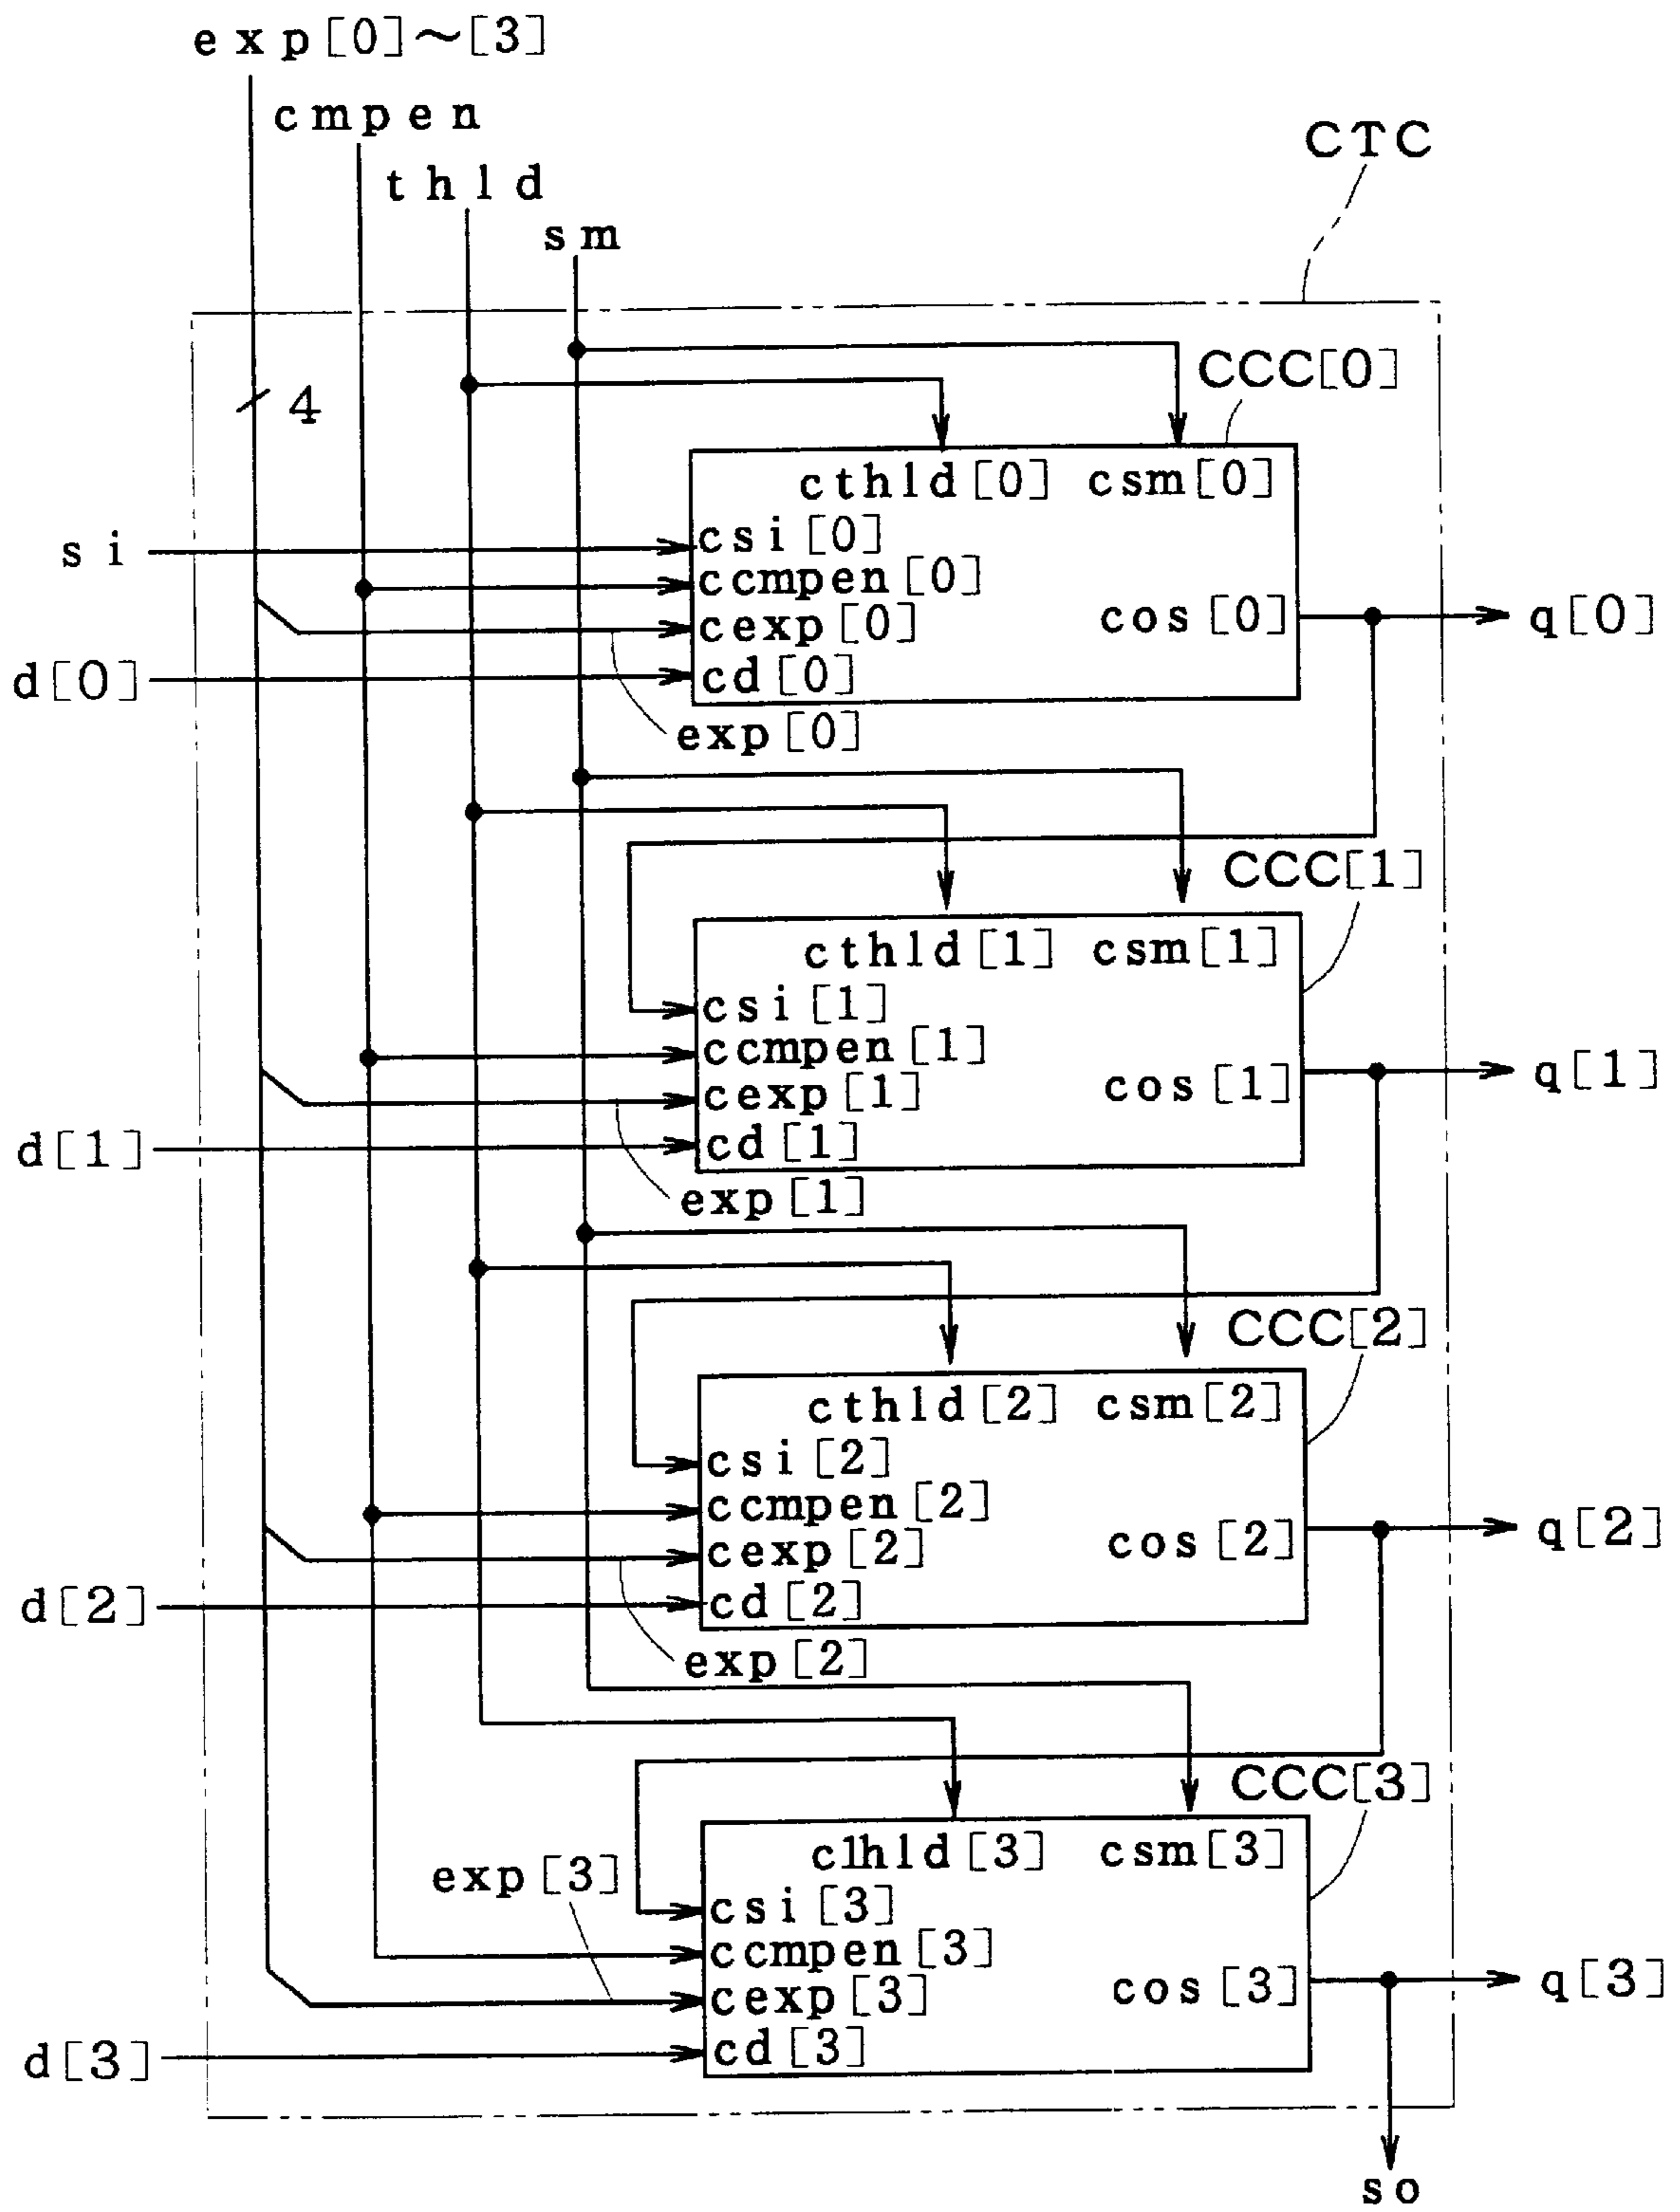 exp[0]~[3]
cmpen
CTC
thld
sm
CCC[0]
4
cthld[0] csm[0]
si
csi[0]
ccmpen[0]
cexp[0]
cos[0]
q[0]
d[0]
cd[0]
exp[0]
CCC[1]
cthld[1] csm[1]
csi[1]
ccmpen[1]
cexp[1]
cos[1]
q[1]
d[1]
cd[1]
exp[1]
CCC[2]
cthld[2] csm[2]
csi[2]
ccmpen[2]
cexp[2]
cos[2]
q[2]
d[2]
cd[2]
exp[2]
CCC[3]
clhld[3] csm[3]
exp[3]
csi[3]
ccmpen[3]
cexp[3]
cos[3]
q[3]
d[3]
cd[3]
so